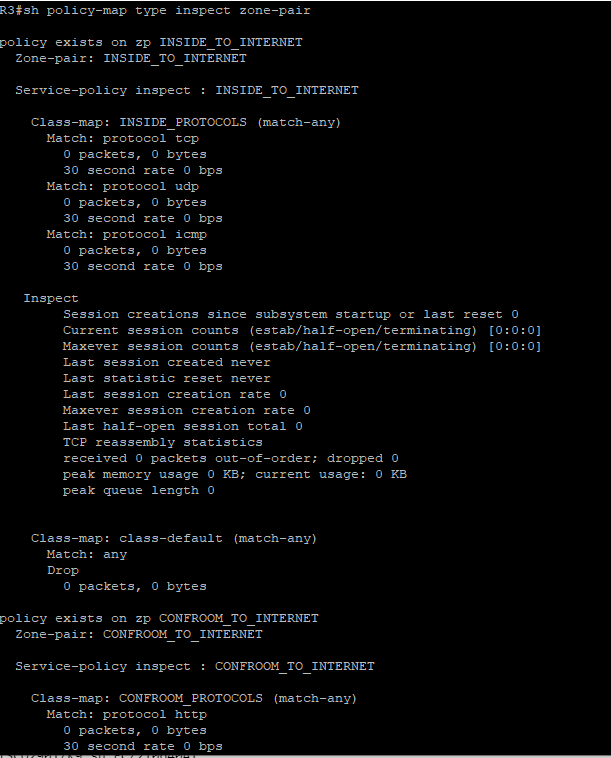 R3#sh policy-map type inspect zone-pair
policy exists on zp INSIDE_TO_INTERNET
Zone-pair: INSIDE_TO_INTERNET
Service-policy inspect : INSIDE_TO_INTERNET
Class-map: INSIDE_PROTOCOLS (match-any)
Match: protocol tcp
0 packets, 0 bytes
30 second rate 0 bps
Match: protocol udp
0 packets, 0 bytes
30 second rate 0 bps
Match: protocol icmp
0 packets, 0 bytes
30 second rate 0 bps
Inspect
Session creations since subsystem startup or last reset 0
Current session counts (estab/half-open/terminating) [0:0:0]
Maxever session counts (estab/half-open/terminating) [0:0:0]
Last session created never
Last statistic reset never
Last session creation rate 0
Maxever session creation rate 0
Last half-open session total 0
TCP reassembly statistics
received 0 packets out-of-order; dropped 0
peak memory usage 0 KB; current usage: 0 KB
peak queue length 0
Class-map: class-default (match-any)
Match: any
Drop
0 packets, 0 bytes
policy exists on zp CONFROOM_TO_INTERNET
Zone-pair: CONFROOM_TO_INTERNET
Service-policy inspect : CONFROOM_TO_INTERNET
Class-map: CONFROOM_PROTOCOLS (match-any)
Match: protocol http
0 packets, 0 bytes
30 second rate 0 bps